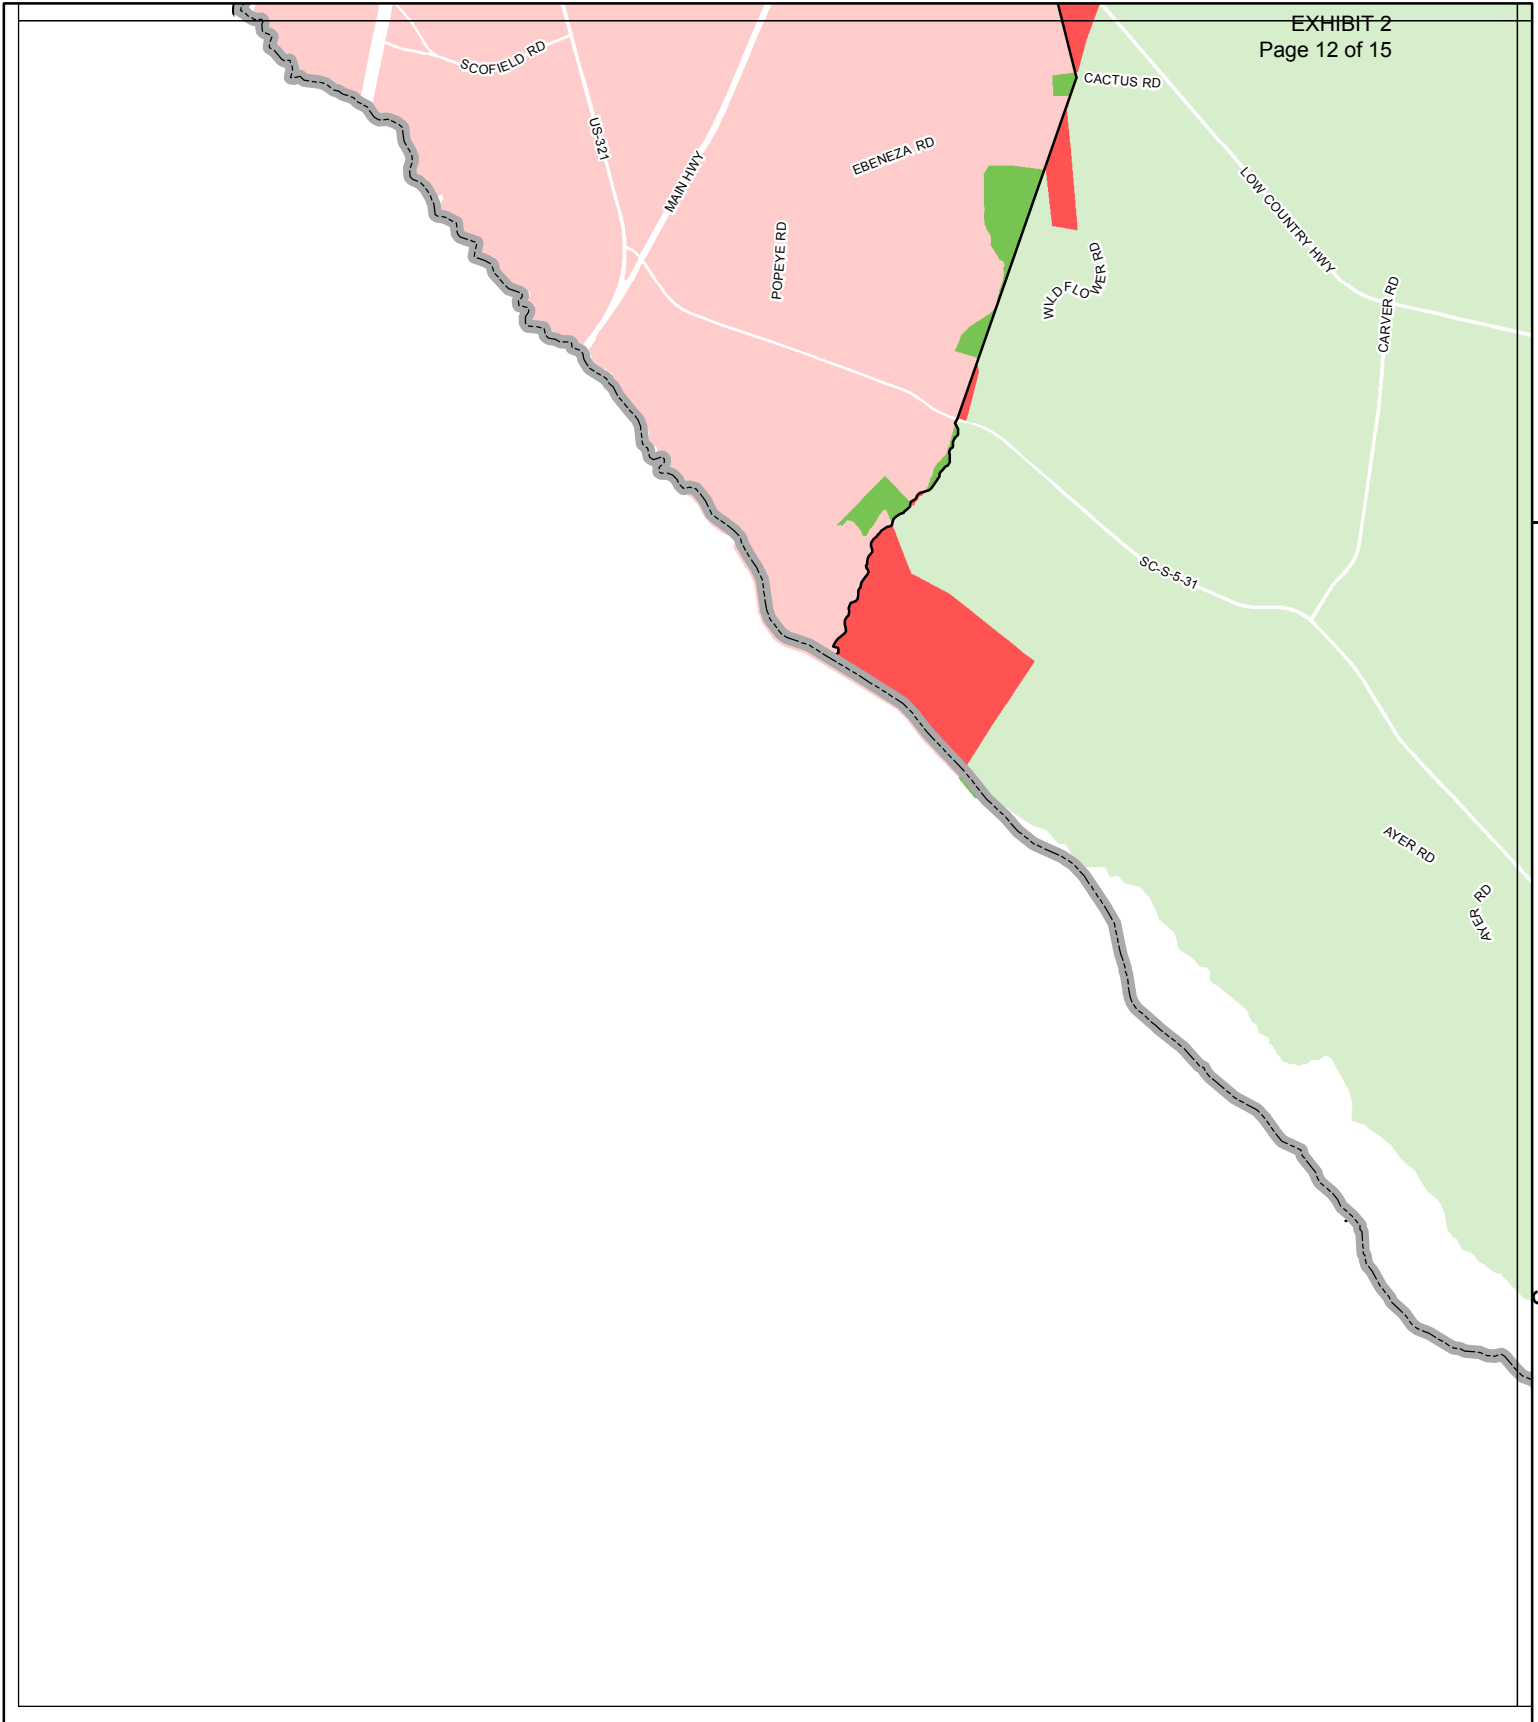 EXHIBIT 2
Page 12 of 15
SCOFIELD RD
CACTUS RD
US-321
MAIN HWY
EBENEZA RD
LOW COUNTRY HWY
POPEYE RD
WILD FLOWER RD
CARVER RD
SC-S-5-31
AYER RD
AYER RD